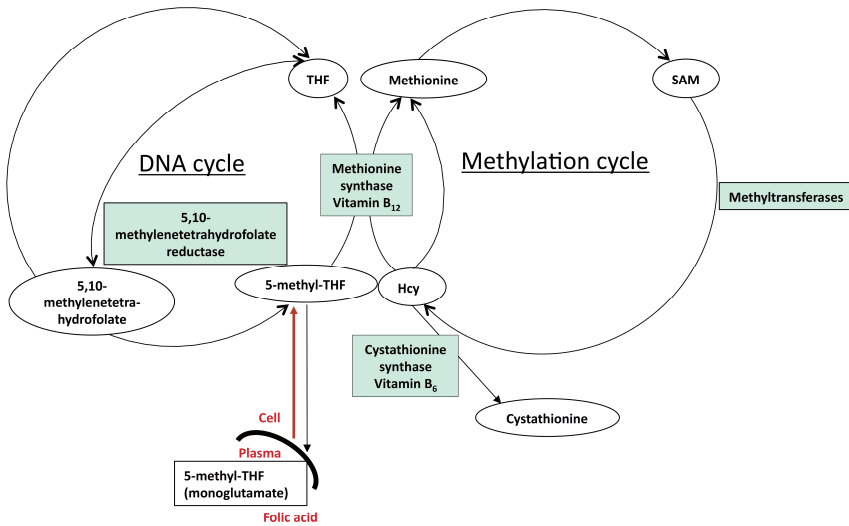 THF
Methionine
SAM
DNA cycle
Methylation cycle
Methionine
synthase
Vitamin B12
Methyltransferases
5,10-
methylenetetrahydrofolate
reductase
5,10-
methylenetetra-
hydrofolate
5-methyl-THF
Hcy
Cystathionine
synthase
Vitamin B6
Cystathionine
Cell
Plasma
5-methyl-THF
(monoglutamate)
Folic acid